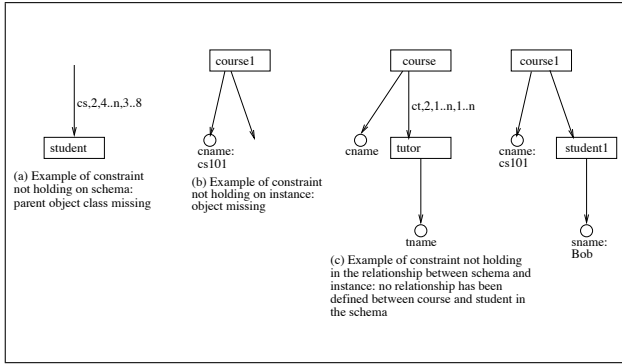 course1
course
course1
cs,2,4..n,3..8
ct,2,1..n,1..n
student
cname:
cs101
cname
tutor
cname:
cs101
student1
(a) Example of constraint
not holding on schema:
parent object class missing
(b) Example of constraint
not holding on instance:
object missing
tname
sname:
Bob
(c) Example of constraint not holding
in the relationship between schema and
instance: no relationship has been
defined between course and student in
the schema